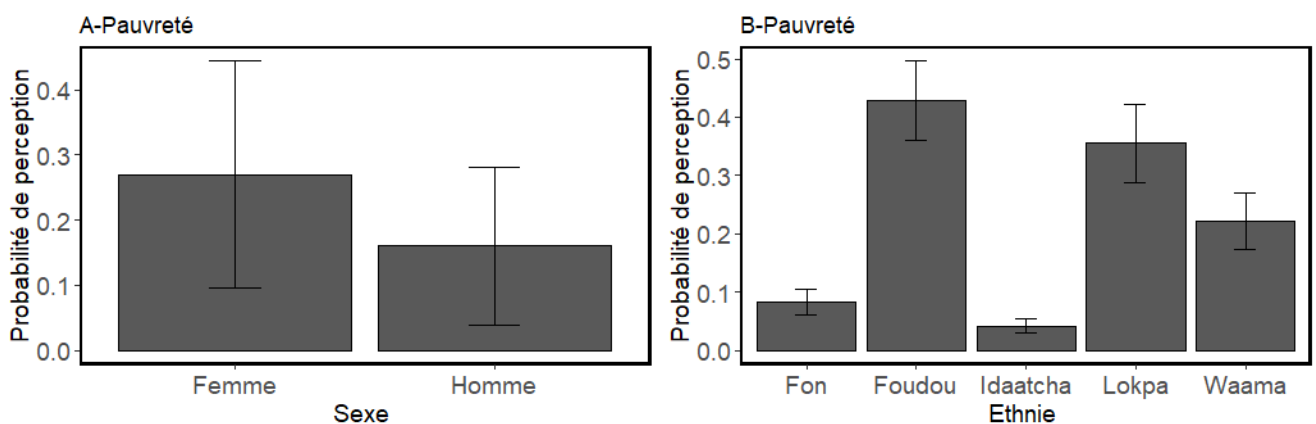 A-Pauvreté
Probabilité de perception
0.4
0.3
0.2
0.1
0.0
Femme Homme
Sexe
B-Pauvreté
Probabilité de perception
0.5
0.4
0.3
0.2
0.1
0.0
Fon Foudou Idaatcha Lokpa Waama
Ethnie